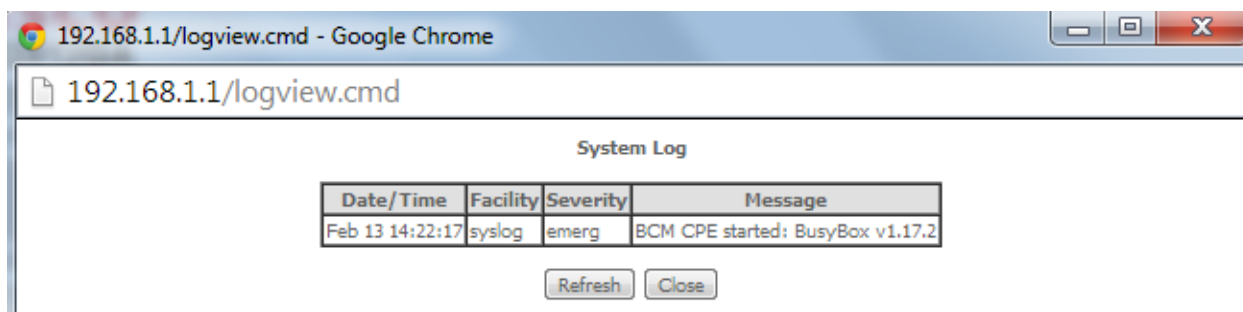 192.168.1.1/logview.cmd - Google Chrome
192.168.1.1/logview.cmd
System Log
Date/Time Facility Severity Message
Feb 13 14:22:17 syslog emerg BCM CPE started: BusyBox v1.17.2
Refresh Close